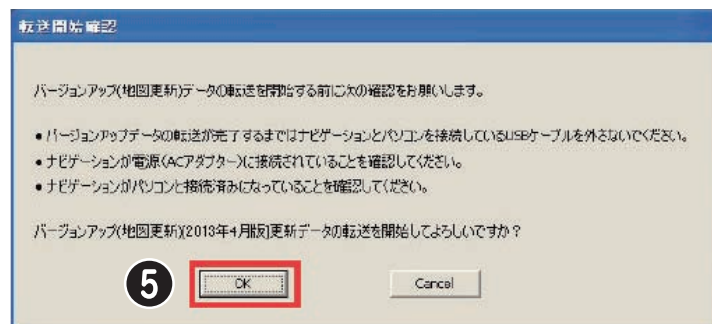 転送開始確認
バージョンアップ(地図更新)データの転送を開始する前に次の確認をお願いします。
● バージョンアップデータの転送が完了するまではナビゲーションとパソコンを接続しているUSBケーブルを外さないでください。
● ナビゲーションが電源(ACアダプター)に接続されていることを確認してください。
● ナビゲーションがパソコンと接続済みになっていることを確認してください。
バージョンアップ(地図更新)[2013年4月版]更新データの転送を開始してよろしいですか？
5 OK Cancel